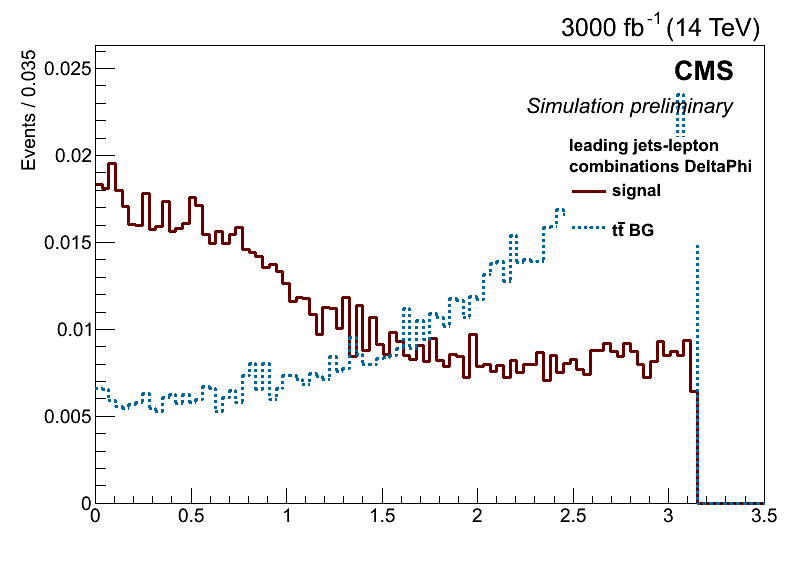 3000 fb⁻¹ (14 TeV)
Events / 0.035
CMS
Simulation preliminary
leading jets-lepton
combinations DeltaPhi
signal
tt̄ BG
0.025
0.02
0.015
0.01
0.005
0
0 0.5 1 1.5 2 2.5 3 3.5